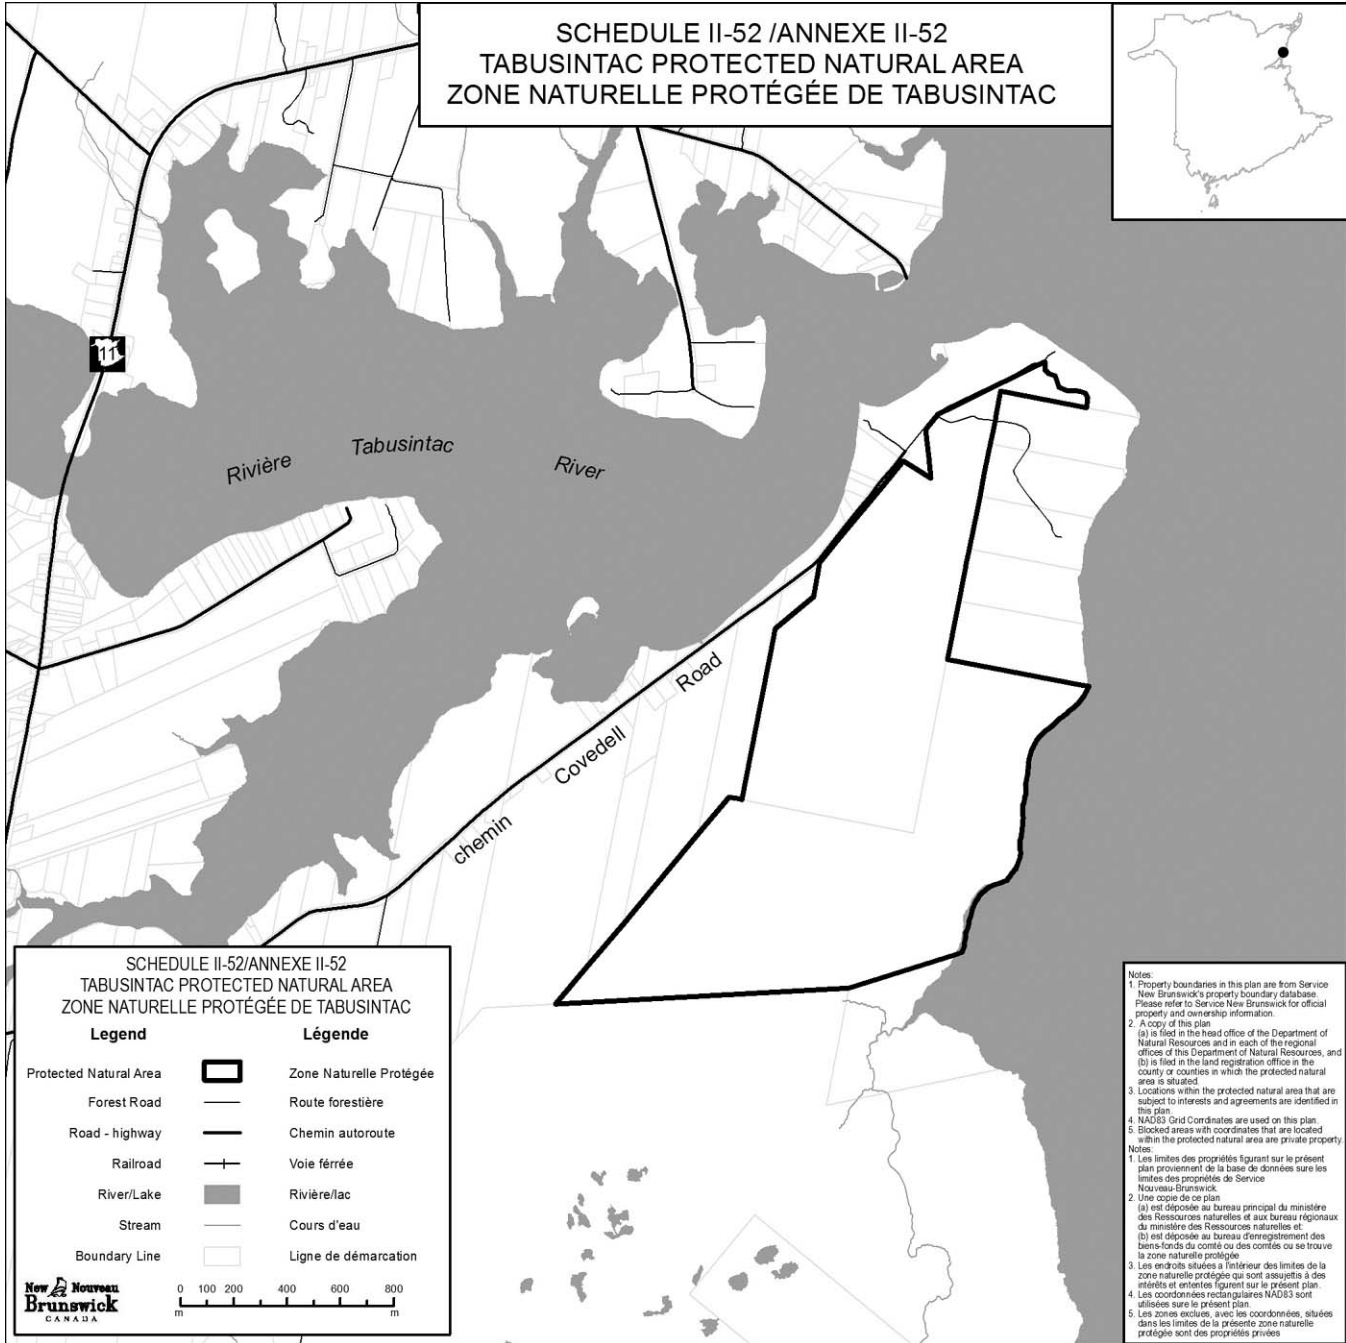 SCHEDULE II-52 /ANNEXE II-52
TABUSINTAC PROTECTED NATURAL AREA
ZONE NATURELLE PROTÉGÉE DE TABUSINTAC
11
Rivière Tabusintac River
chemin Covedell Road
SCHEDULE II-52/ANNEXE II-52
TABUSINTAC PROTECTED NATURAL AREA
ZONE NATURELLE PROTÉGÉE DE TABUSINTAC
Legend Légende
Protected Natural Area Zone Naturelle Protégée
Forest Road Route forestière
Road - highway Chemin autoroute
Railroad Voie férrée
River/Lake Rivière/lac
Stream Cours d'eau
Boundary Line Ligne de démarcation
New Nouveau
Brunswick
CANADA
0 100 200 400 600 800
m m
Notes:
1. Property boundaries in this plan are from Service
New Brunswick's property boundary database.
Please refer to Service New Brunswick for official
property and ownership information.
2. A copy of this plan
(a) is filed in the head office of the Department of
Natural Resources and in each of the regional
offices of this Department of Natural Resources, and
(b) is filed in the land registration offfice in the
county or counties in which the protected natural
area is situated.
3. Locations within the protected natural area that are
subject to interests and agreements are identified in
this plan.
4. NAD83 Grid Corrdinates are used on this plan.
5. Blocked areas with coordinates that are located
within the protected natural area are private property.
Notes:
1. Les limites des propriétés figurant sur le présent
plan proviennent de la base de données sure les
limites des propriétés de Service
Nouveau-Brunswick.
2. Une copie de ce plan
(a) est déposée au bureau principal du ministère
des Ressources naturelles et aux bureau régionaux
du ministère des Ressources naturelles et:
(b) est déposée au bureau d'enregistrement des
biens-fonds du comté ou des comtés ou se trouve
la zone naturelle protégée
3. Les endroits situées a l'intérieur des limites de la
zone naturelle protégée qui sont assujettis à des
intérêts et ententes figurent sur le présent plan.
4. Les coordonnées rectangulaires NAD83 sont
utilisées sure le présent plan.
5. Les zones exclues, avec les coordonnées, situées
dans les limites de la présente zone naturelle
protégée sont des propriétés privées